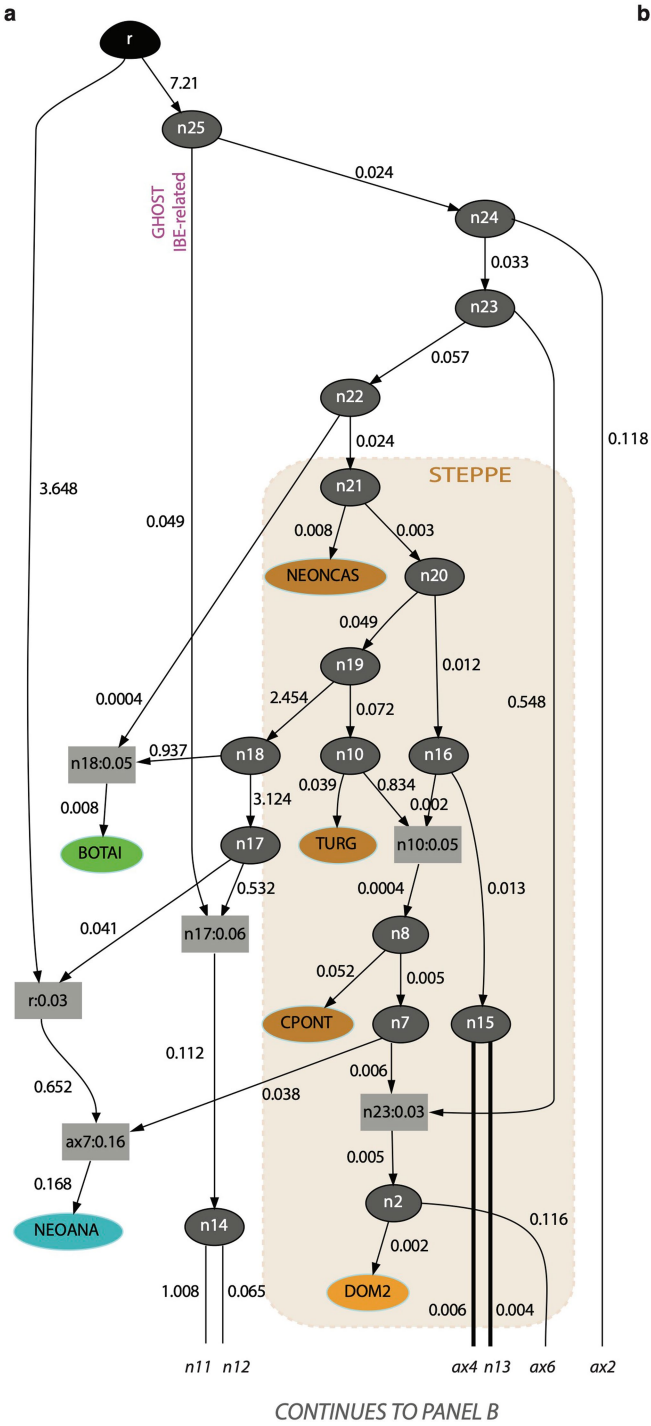 a
b
r
7.21
n25
0.024
GHOST
IBE-related
n24
0.033
n23
0.057
n22
0.024
0.118
STEPPE
3.648
n21
0.049
0.008
0.003
NEONCAS
n20
0.049
n19
0.012
0.0004
2.454
0.072
0.548
n18:0.05
0.937
n18
n10
n16
0.008
3.124
0.039
0.834
0.002
BOTAI
n17
TURG
n10:0.05
0.041
0.532
0.0004
0.013
n17:0.06
n8
0.052
0.005
r:0.03
CPONT
n7
n15
0.112
0.652
0.038
0.006
n23:0.03
ax7:0.16
0.005
0.168
n2
NEOANA
n14
0.116
0.002
1.008
0.065
DOM2
0.006
0.004
n11
n12
ax4
n13
ax6
ax2
CONTINUES TO PANEL B